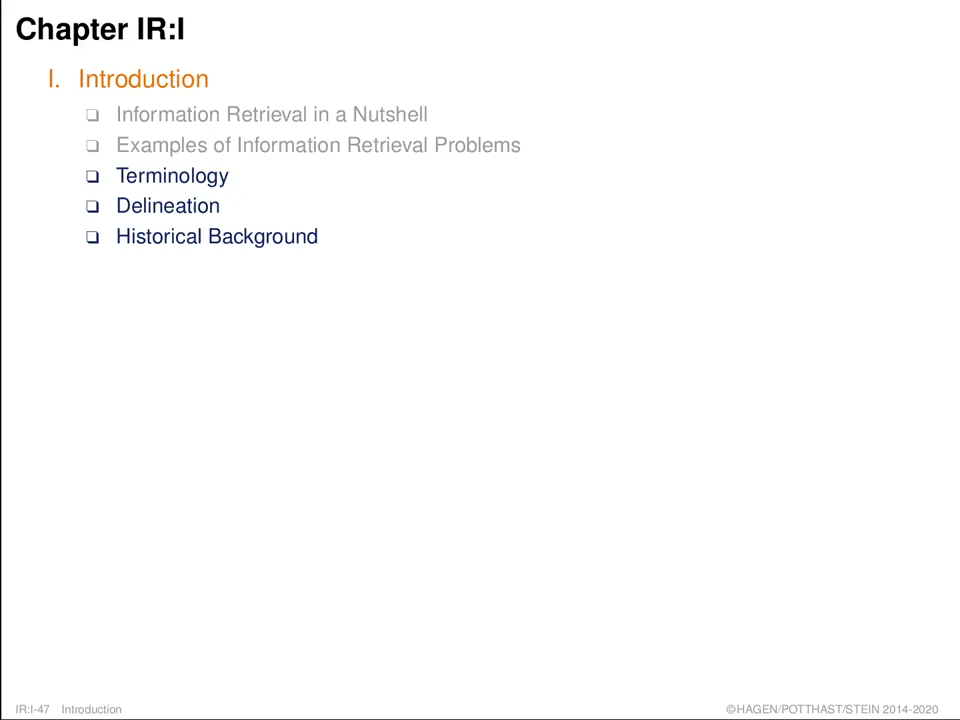 Chapter IR:I
I. Introduction
❑ Information Retrieval in a Nutshell
❑ Examples of Information Retrieval Problems
❑ Terminology
❑ Delineation
❑ Historical Background
IR:I-47 Introduction
©HAGEN/POTTHAST/STEIN 2014-2020